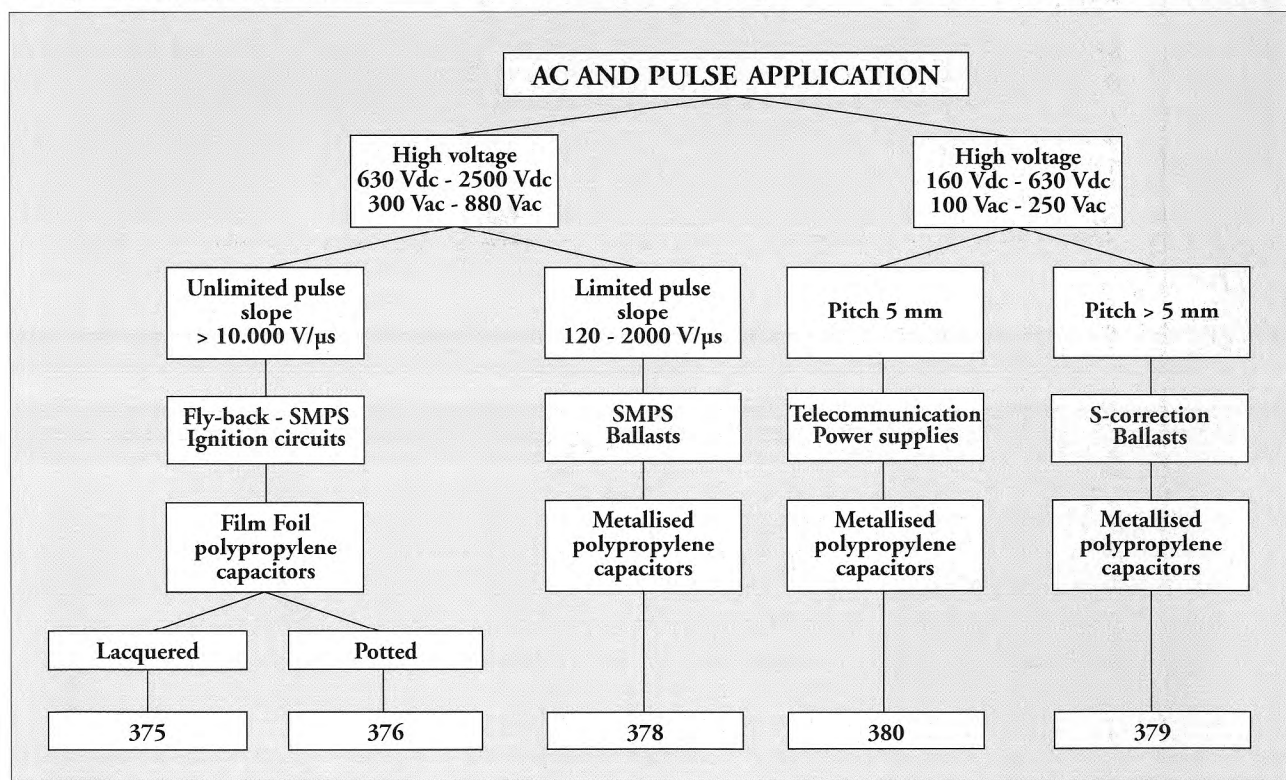 AC AND PULSE APPLICATION
High voltage
630 Vdc - 2500 Vdc
300 Vac - 880 Vac
High voltage
160 Vdc - 630 Vdc
100 Vac - 250 Vac
Unlimited pulse
slope
> 10.000 V/µs
Limited pulse
slope
120 - 2000 V/µs
Pitch 5 mm
Pitch > 5 mm
Fly-back - SMPS
Ignition circuits
SMPS
Ballasts
Telecommunication
Power supplies
S-correction
Ballasts
Film Foil
polypropylene
capacitors
Metallised
polypropylene
capacitors
Metallised
polypropylene
capacitors
Metallised
polypropylene
capacitors
Lacquered
Potted
375
376
378
380
379